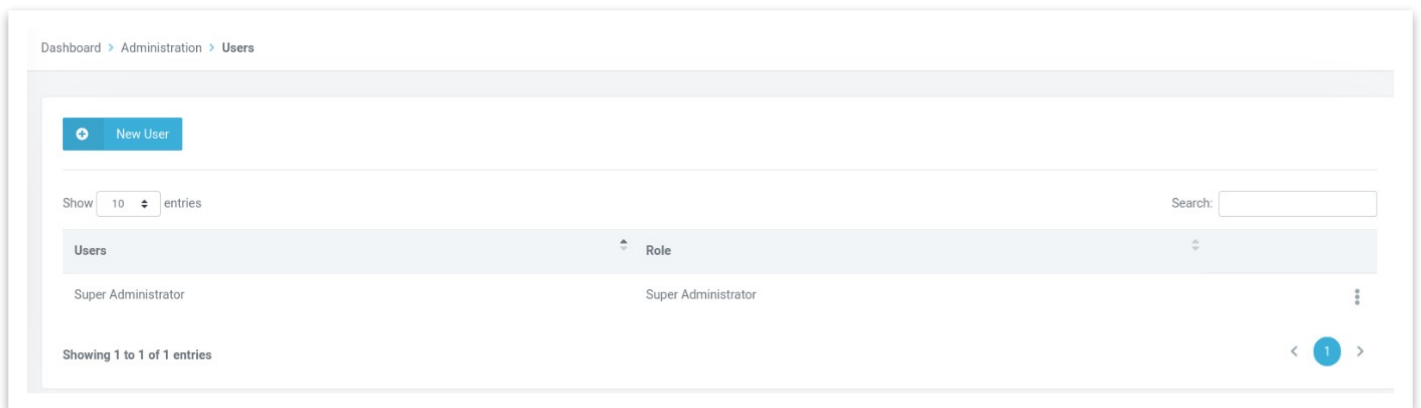 Dashboard > Administration > Users
New User
Show 10 entries
Search:
Users Role
Super Administrator Super Administrator
Showing 1 to 1 of 1 entries
< 1 >